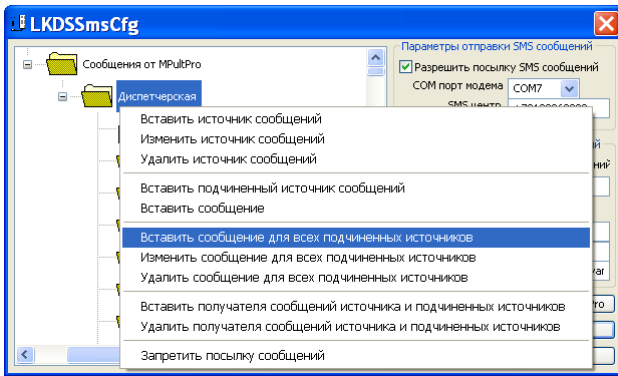 LKDSSmsCfg
Сообщения от MPultPro
Диспетчерская
Параметры отправки SMS сообщений
Разрешить посылку SMS сообщений
COM порт модема COM7
SMS центр
Вставить источник сообщений
Изменить источник сообщений
Удалить источник сообщений
Вставить подчиненный источник сообщений
Вставить сообщение
Вставить сообщение для всех подчиненных источников
Изменить сообщение для всех подчиненных источников
Удалить сообщение для всех подчиненных источников
Вставить получателя сообщений источника и подчиненных источников
Удалить получателя сообщений источника и подчиненных источников
Запретить посылку сообщений